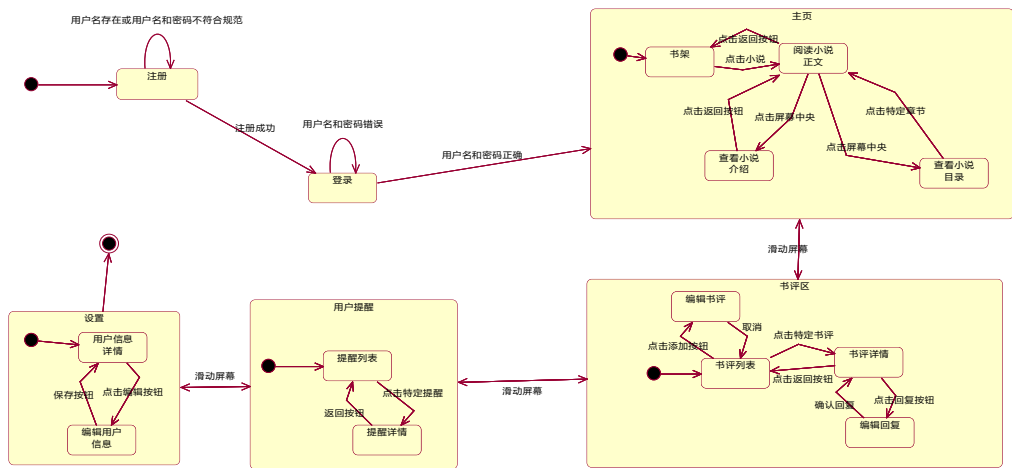 用户名存在或用户名和密码不符合规范
注册
注册成功
用户名和密码错误
登录
用户名和密码正确
主页
书架
点击返回按钮
点击小说
阅读小说
正文
点击返回按钮
点击屏幕中央
点击屏幕中央
点击特定章节
查看小说
介绍
查看小说
目录
滑动屏幕
书评区
编辑书评
取消
点击添加按钮
点击特定书评
书评列表
书评详情
点击返回按钮
确认回复
点击回复按钮
编辑回复
滑动屏幕
用户提醒
提醒列表
点击特定提醒
返回按钮
提醒详情
滑动屏幕
设置
用户信息
详情
保存按钮
点击编辑按钮
编辑用户
信息